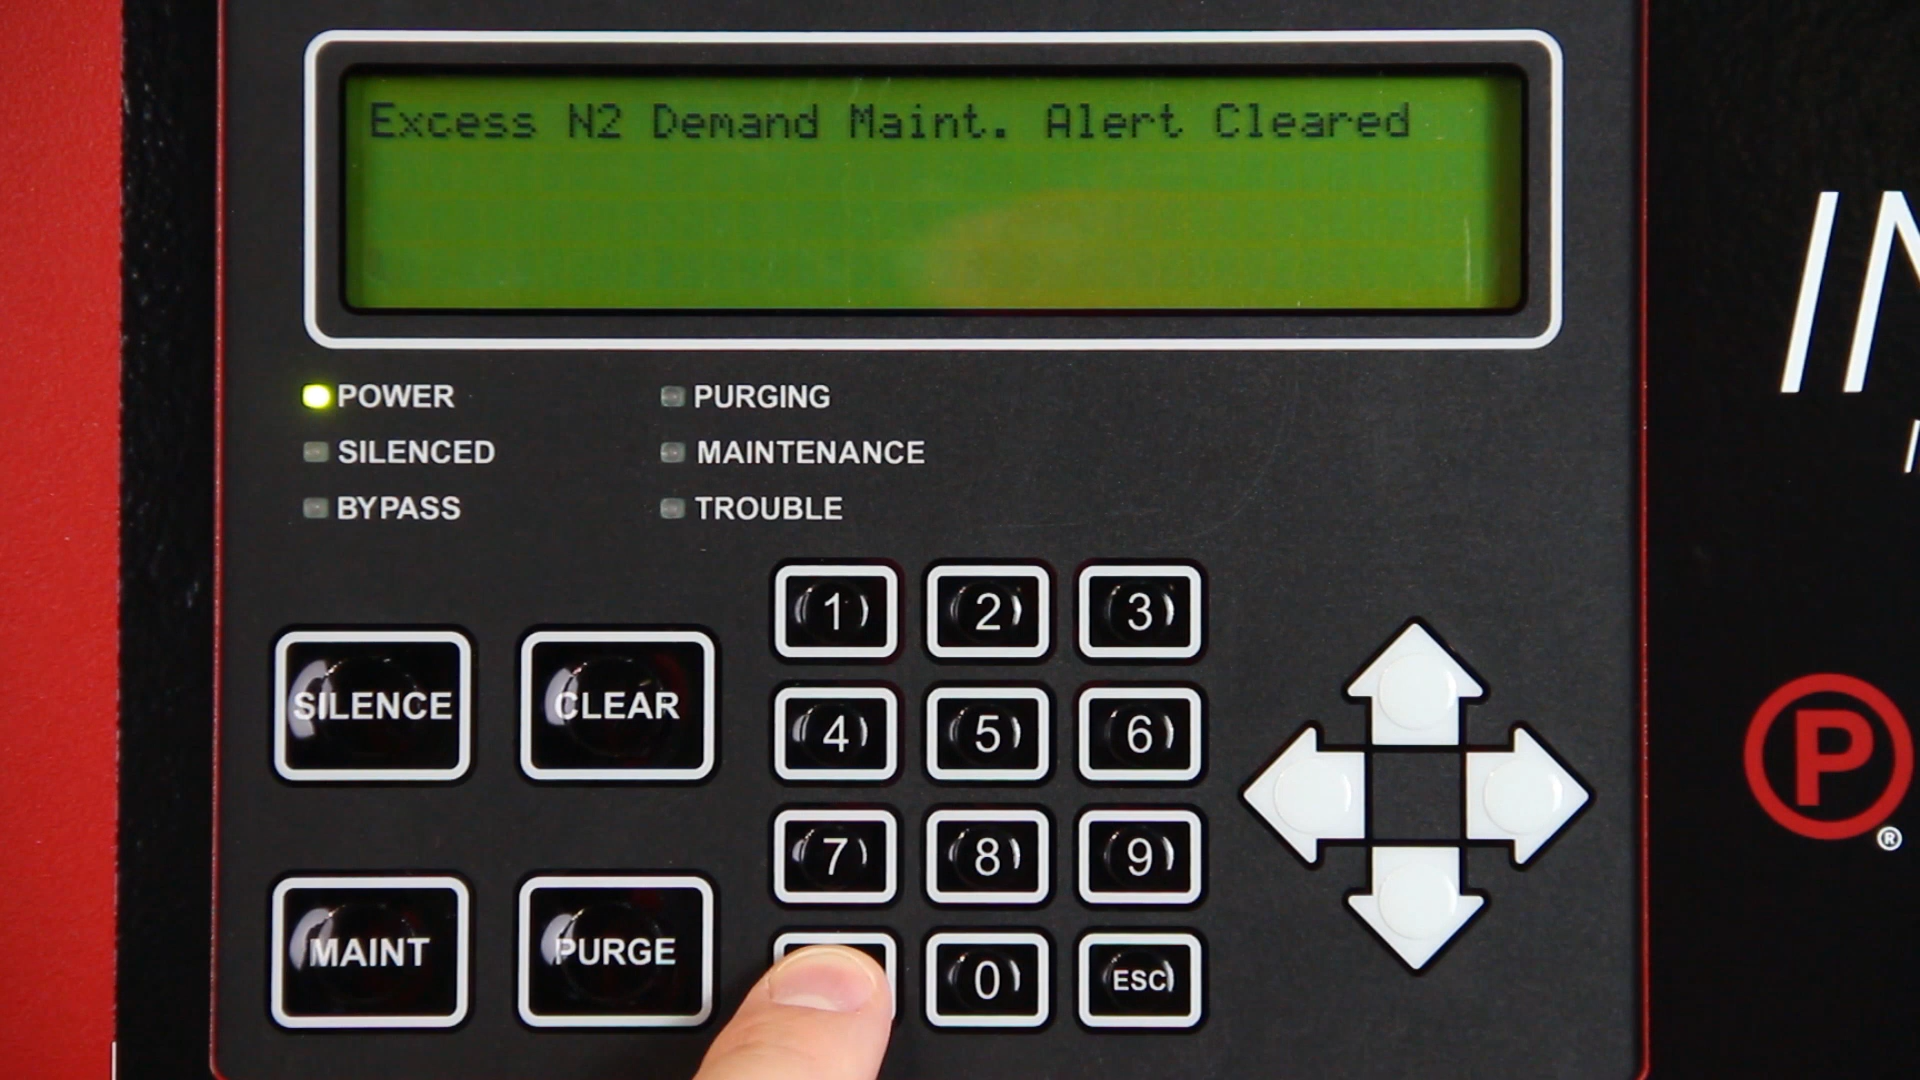 Excess N2 Demand Maint. Alert Cleared
POWER PURGING
SILENCED MAINTENANCE
BYPASS TROUBLE
1 2 3
SILENCE CLEAR
4 5 6
7 8 9
MAINT PURGE
0 ESC
P
®